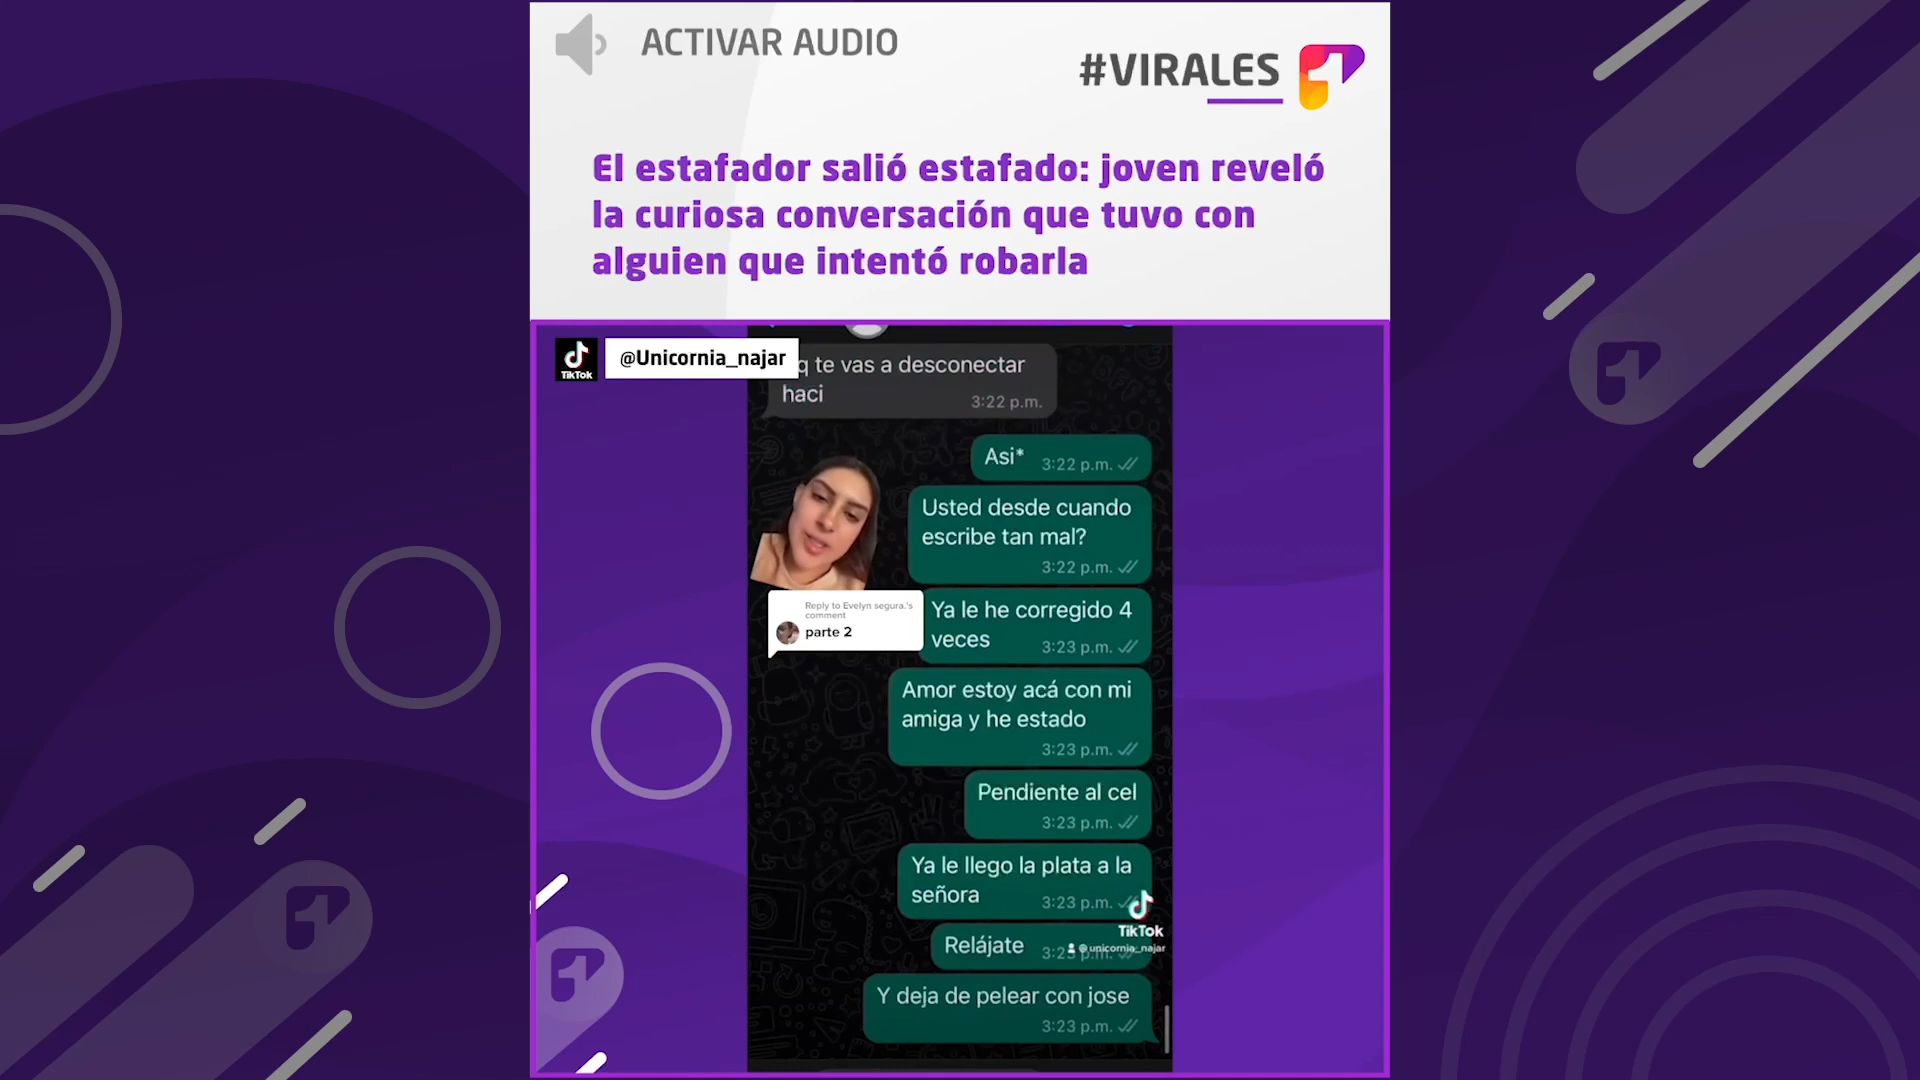 ACTIVAR AUDIO
#VIRALES
El estafador salió estafado: joven reveló
la curiosa conversación que tuvo con
alguien que intentó robarla
TikTok
@Unicornia_najar
q te vas a desconectar
haci
3:22 p.m.
Asi*
3:22 p.m.
Usted desde cuando
escribe tan mal?
3:22 p.m.
Reply to Evelyn segura.'s
comment
parte 2
Ya le he corregido 4
veces
3:23 p.m.
Amor estoy acá con mi
amiga y he estado
3:23 p.m.
Pendiente al cel
3:23 p.m.
Ya le llego la plata a la
señora
3:23 p.m.
TikTok
@unicornia_najar
Relájate
3:23 p.m.
Y deja de pelear con jose
3:23 p.m.